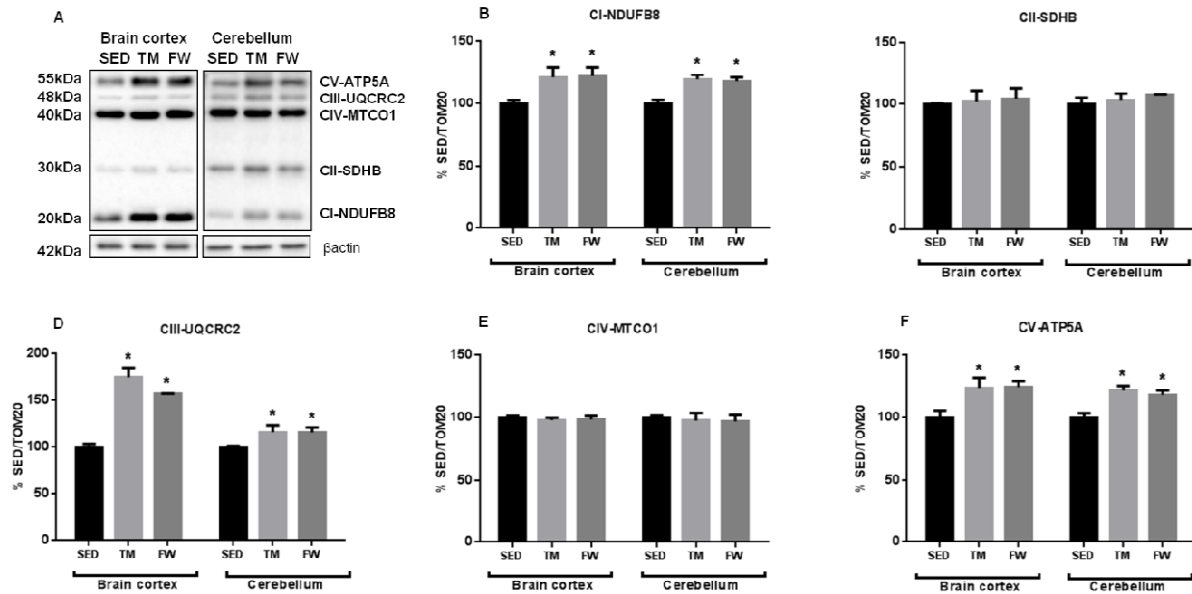 A
Brain cortex Cerebellum
SED TM FW SED TM FW
55kDa CV-ATP5A
48kDa CIII-UQCRC2
40kDa CIV-MTCO1
30kDa CII-SDHB
20kDa CI-NDUFB8
42kDa βactin
B
CI-NDUFB8
% SED/TOM20
150
100
50
0
* * * *
SED TM FW SED TM FW
Brain cortex Cerebellum
CII-SDHB
% SED/TOM20
150
100
50
0
SED TM FW SED TM FW
Brain cortex Cerebellum
D
CIII-UQCRC2
% SED/TOM20
200
150
100
50
0
* * * *
SED TM FW SED TM FW
Brain cortex Cerebellum
E
CIV-MTCO1
% SED/TOM20
150
100
50
0
SED TM FW SED TM FW
Brain cortex Cerebellum
F
CV-ATP5A
% SED/TOM20
150
100
50
0
* * * *
SED TM FW SED TM FW
Brain cortex Cerebellum